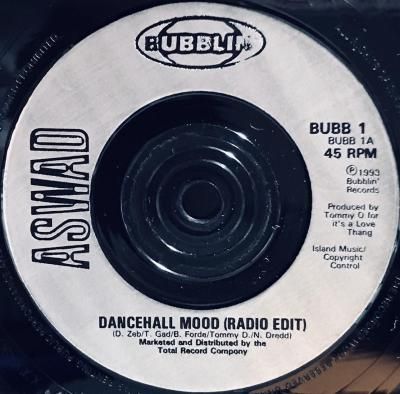 BUBBLIN
ASWAD
BUBB 1
BUBB 1A
45 RPM
℗1993
Bubblin'
Records
Produced by
Tommy D for
it's a Love
Thang
Island Music/
Copyright
Control
DANCEHALL MOOD (RADIO EDIT)
(D. Zeb/T. Gad/B. Forde/Tommy D./N. Dredd)
Marketed and Distributed by the
Total Record Company